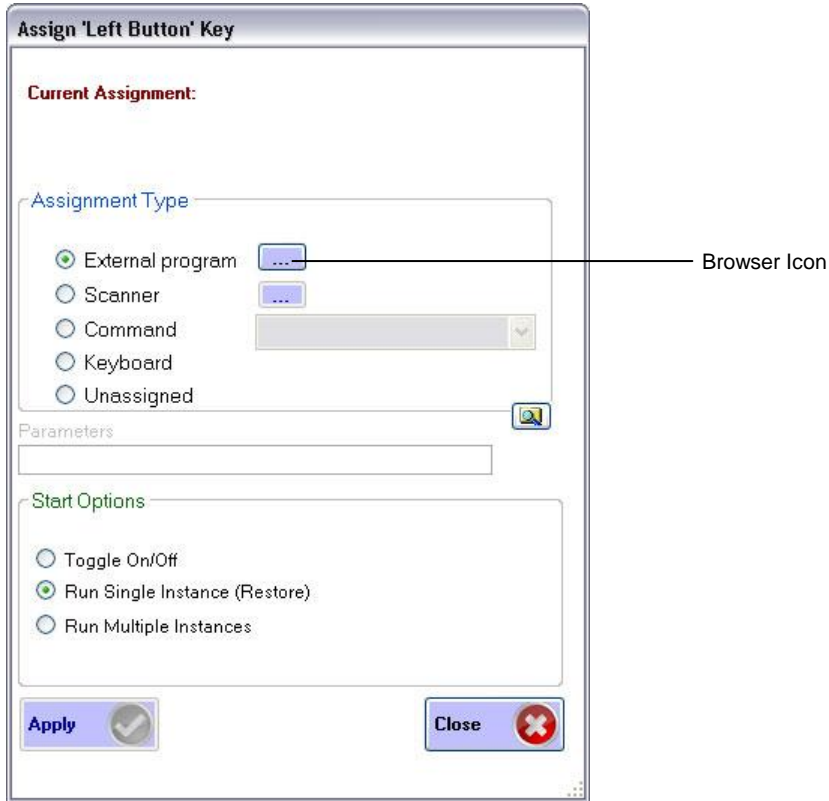 Assign 'Left Button' Key
Current Assignment:
Assignment Type
External program ...
Browser Icon
Scanner ...
Command
Keyboard
Unassigned
Parameters
Start Options
Toggle On/Off
Run Single Instance (Restore)
Run Multiple Instances
Apply
Close